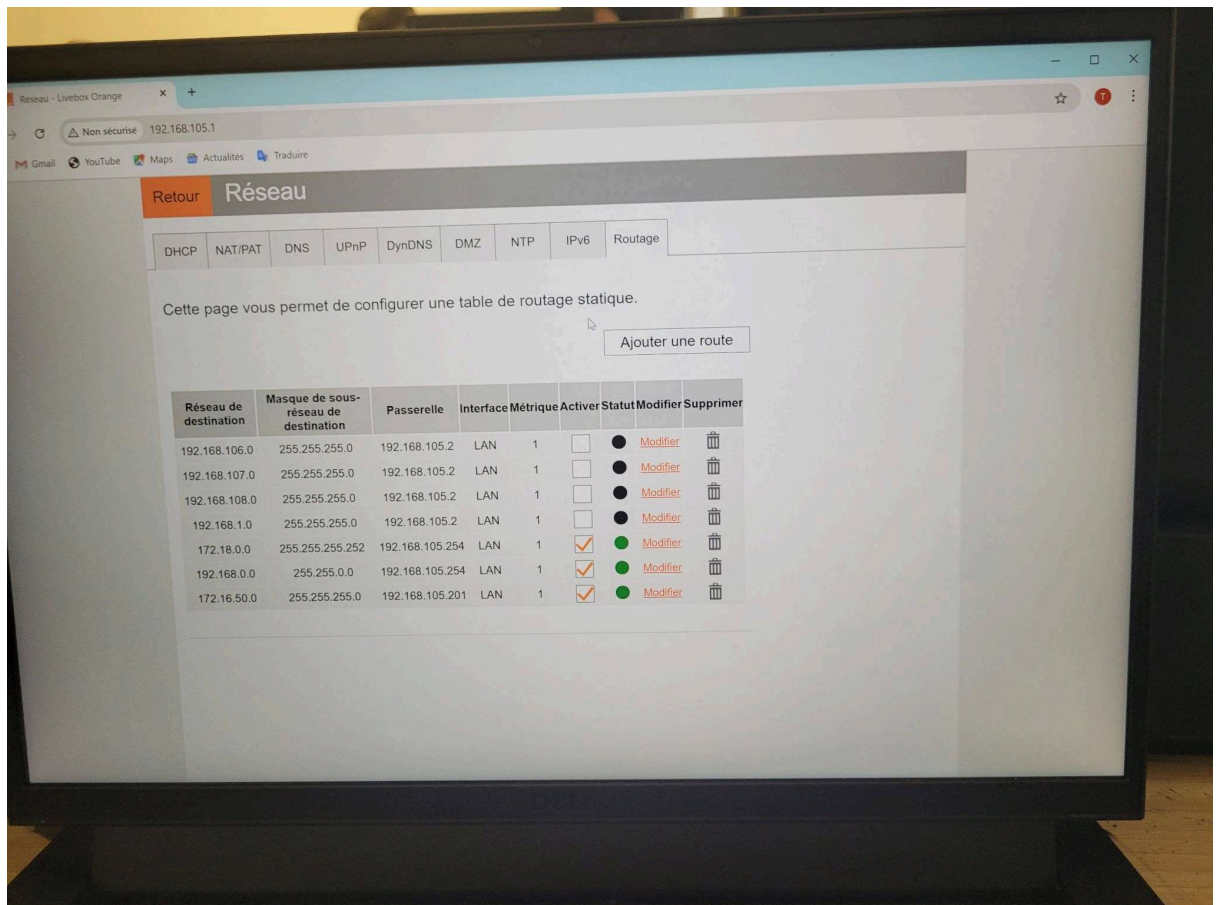 Réseau - Livebox Orange
Non sécurisé 192.168.105.1
Gmail YouTube Maps Actualités Traduire
T
Retour Réseau
DHCP NAT/PAT DNS UPnP DynDNS DMZ NTP IPv6 Routage
Cette page vous permet de configurer une table de routage statique.
Ajouter une route
Réseau de destination Masque de sous-réseau de destination Passerelle Interface Métrique Activer Statut Modifier Supprimer
192.168.106.0 255.255.255.0 192.168.105.2 LAN 1 Modifier
192.168.107.0 255.255.255.0 192.168.105.2 LAN 1 Modifier
192.168.108.0 255.255.255.0 192.168.105.2 LAN 1 Modifier
192.168.1.0 255.255.255.0 192.168.105.2 LAN 1 Modifier
172.18.0.0 255.255.255.252 192.168.105.254 LAN 1 Modifier
192.168.0.0 255.255.0.0 192.168.105.254 LAN 1 Modifier
172.16.50.0 255.255.255.0 192.168.105.201 LAN 1 Modifier